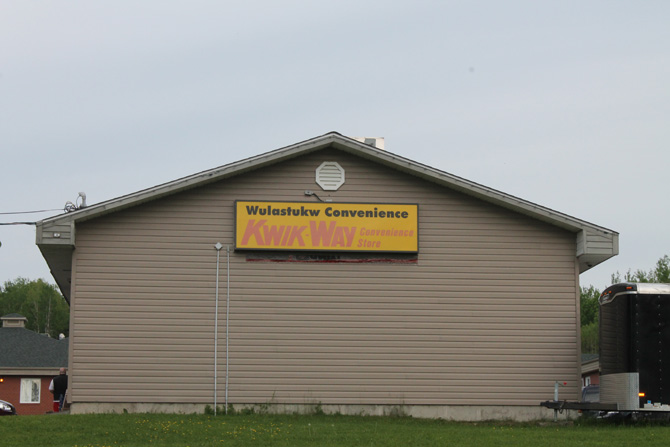 Wulastukw Convenience
KWIK-WAY Convenience
Store